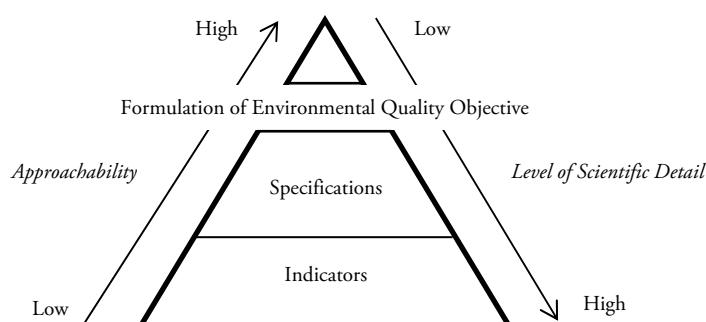 High
Low
Formulation of Environmental Quality Objective
Approachability
Level of Scientific Detail
Specifications
Indicators
Low
High